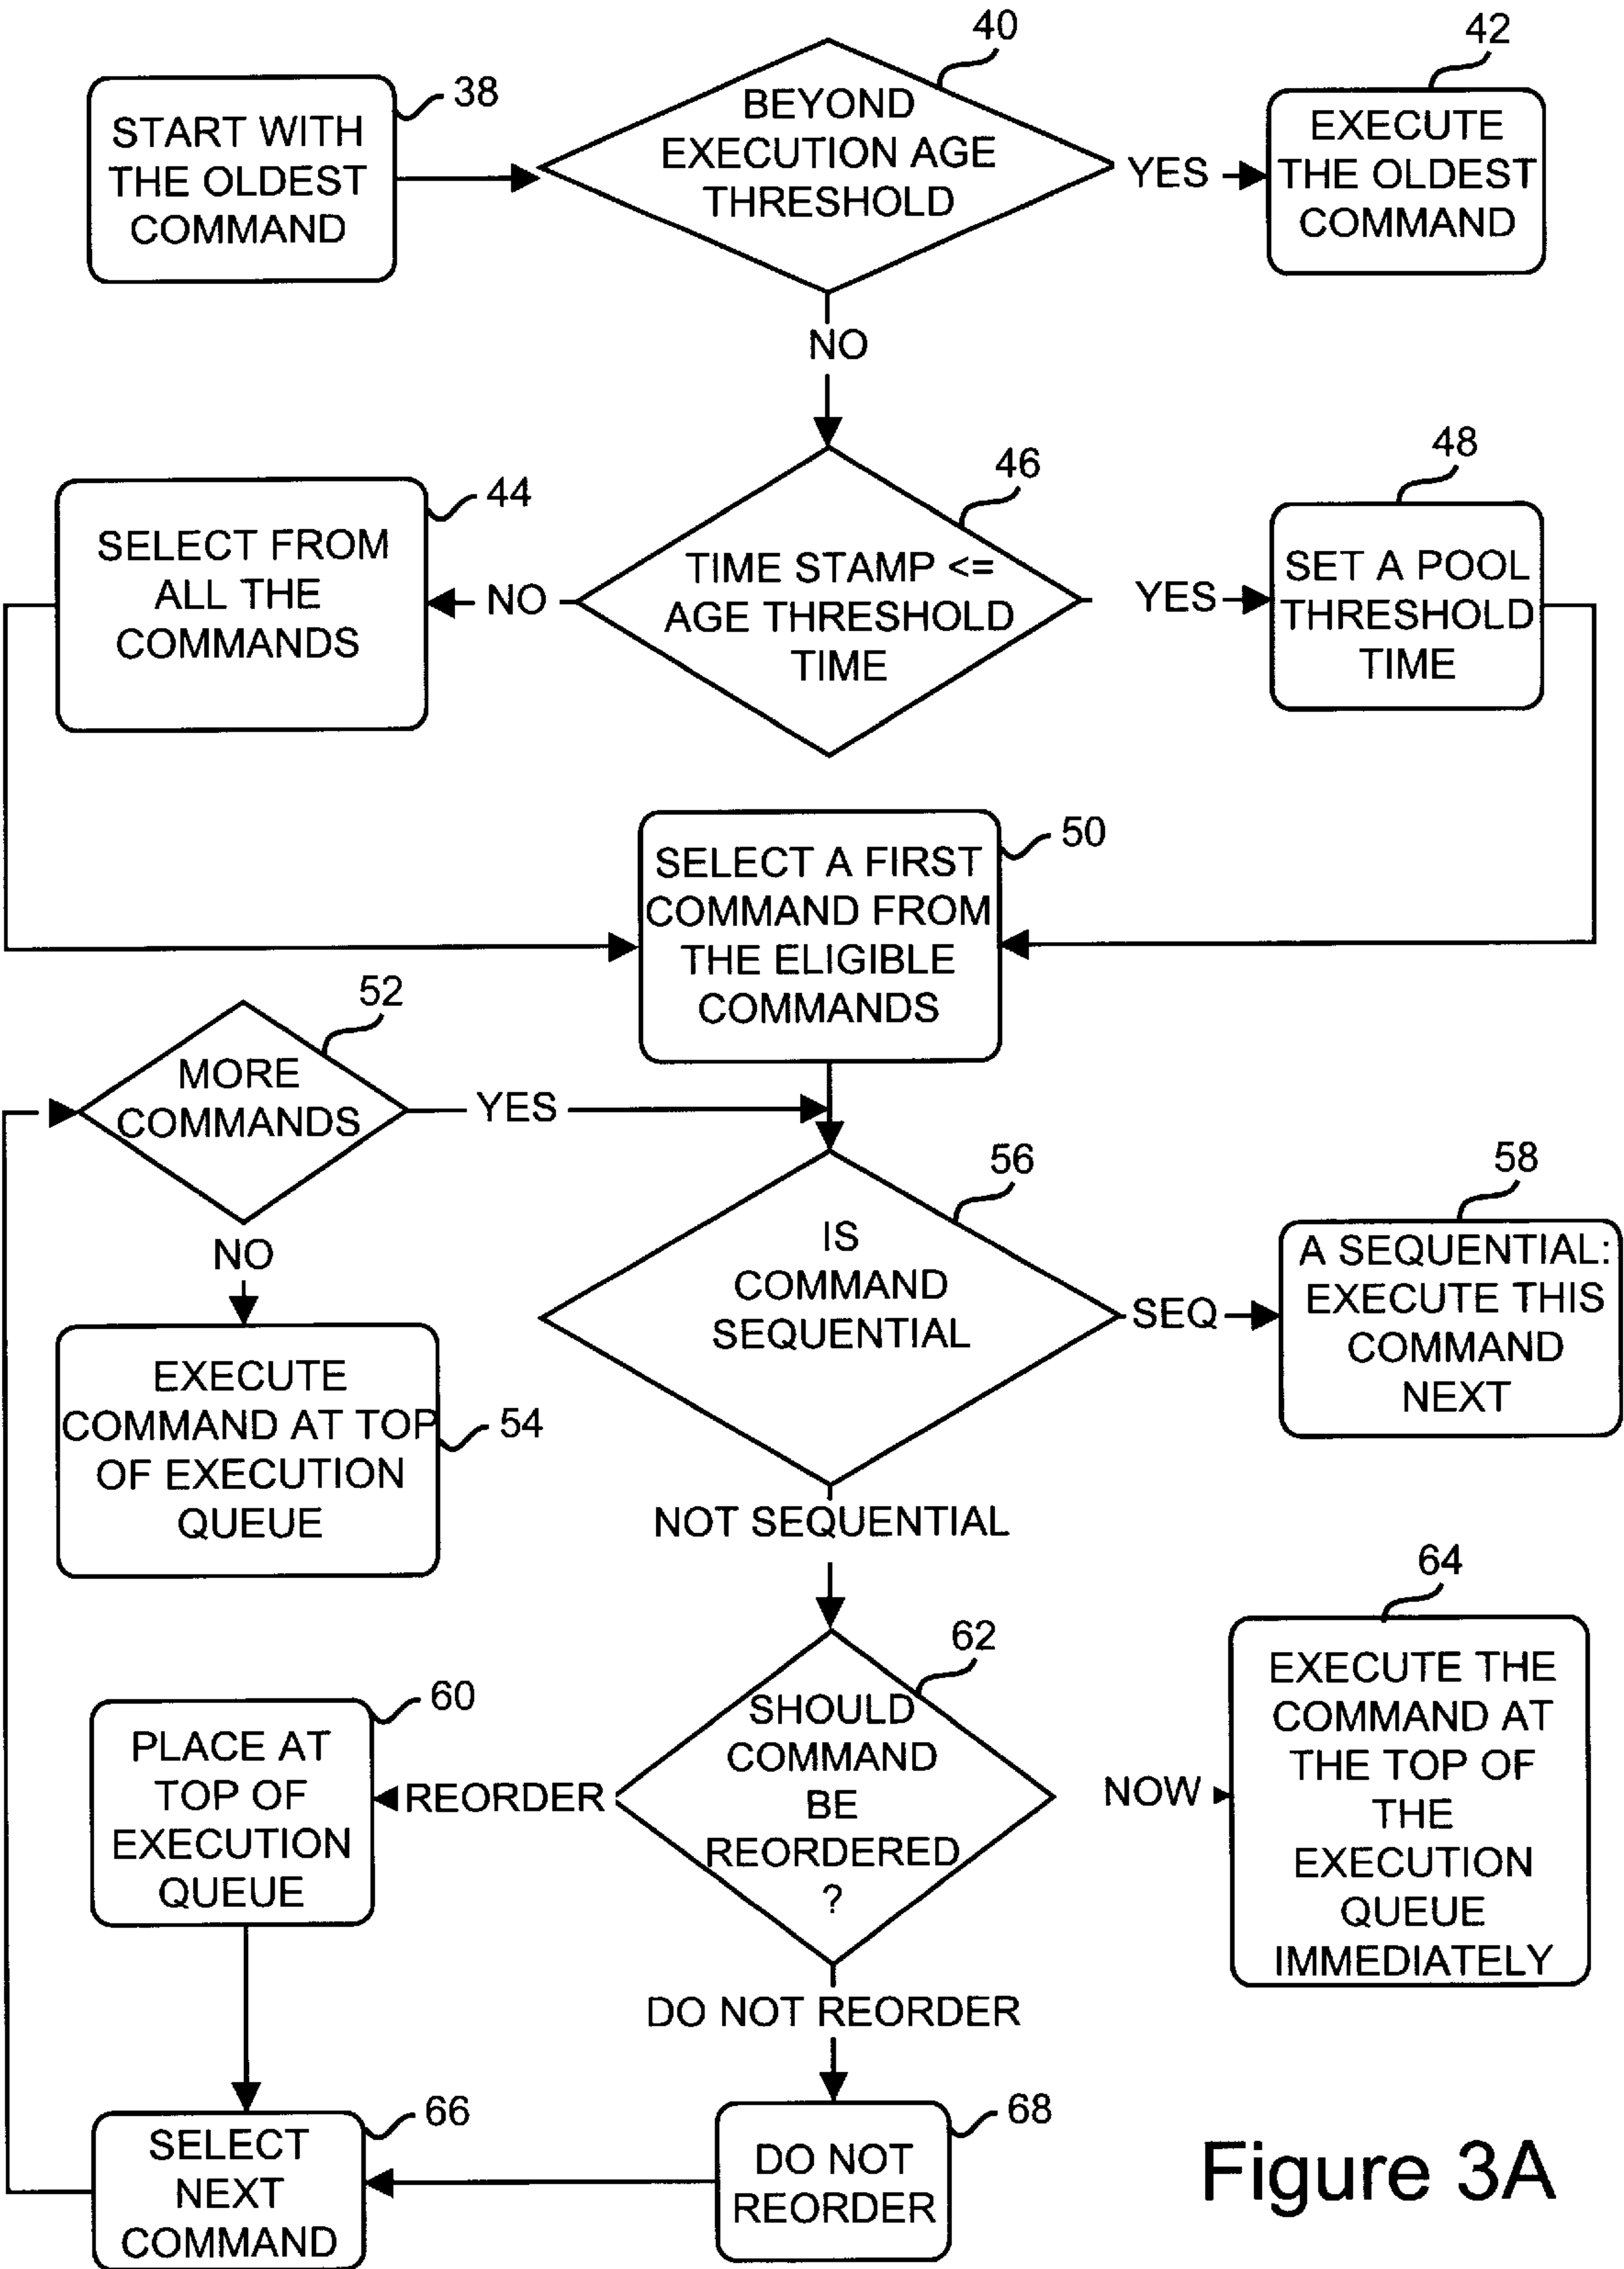 40
42
38
START WITH
THE OLDEST
COMMAND
BEYOND
EXECUTION AGE
THRESHOLD
YES
EXECUTE
THE OLDEST
COMMAND
NO
44
46
48
SELECT FROM
ALL THE
COMMANDS
NO
TIME STAMP <=
AGE THRESHOLD
TIME
YES
SET A POOL
THRESHOLD
TIME
50
SELECT A FIRST
COMMAND FROM
THE ELIGIBLE
COMMANDS
52
MORE
COMMANDS
YES
NO
56
58
IS
COMMAND
SEQUENTIAL
SEQ
A SEQUENTIAL:
EXECUTE THIS
COMMAND
NEXT
EXECUTE
COMMAND AT TOP
OF EXECUTION
QUEUE
54
NOT SEQUENTIAL
62
64
60
PLACE AT
TOP OF
EXECUTION
QUEUE
REORDER
SHOULD
COMMAND
BE
REORDERED
?
NOW
EXECUTE THE
COMMAND AT
THE TOP OF
THE
EXECUTION
QUEUE
IMMEDIATELY
DO NOT REORDER
66
68
SELECT
NEXT
COMMAND
DO NOT
REORDER
Figure 3A